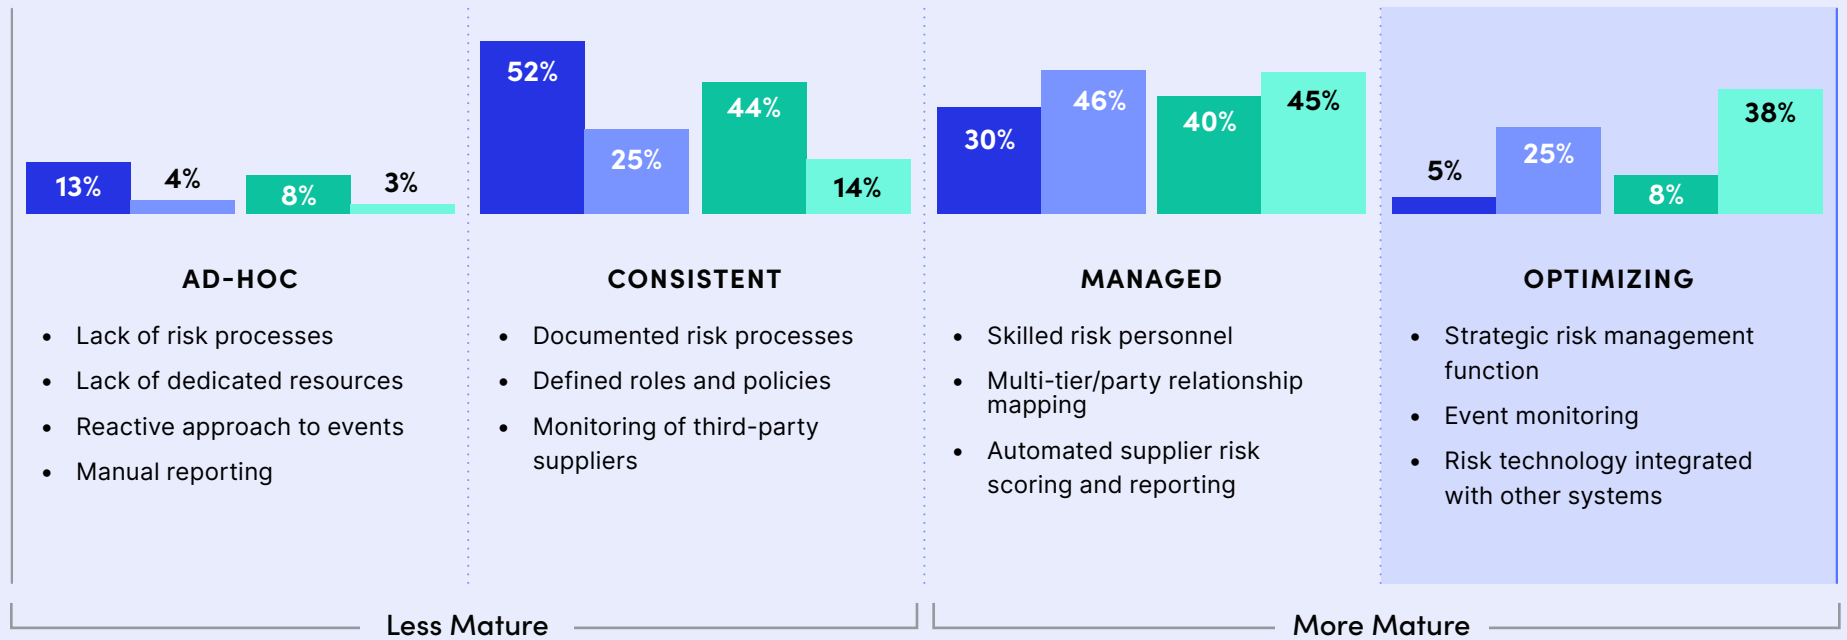 13%
4%
8%
3%
52%
25%
44%
14%
30%
46%
40%
45%
5%
25%
8%
38%
AD-HOC
• Lack of risk processes
• Lack of dedicated resources
• Reactive approach to events
• Manual reporting
CONSISTENT
• Documented risk processes
• Defined roles and policies
• Monitoring of third-party
suppliers
MANAGED
• Skilled risk personnel
• Multi-tier/party relationship
mapping
• Automated supplier risk
scoring and reporting
OPTIMIZING
• Strategic risk management
function
• Event monitoring
• Risk technology integrated
with other systems
Less Mature
More Mature